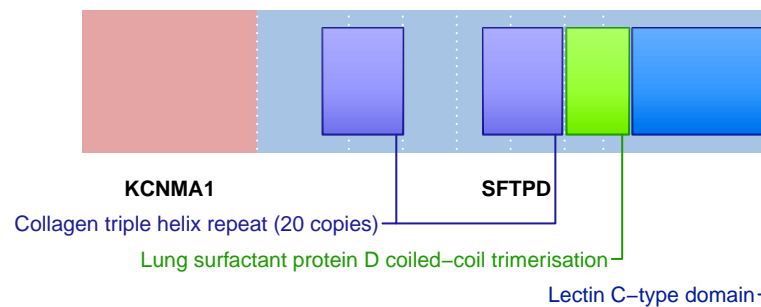 KCNMA1 SFTPD
Collagen triple helix repeat (20 copies)
Lung surfactant protein D coiled−coil trimerisation
Lectin C−type domain